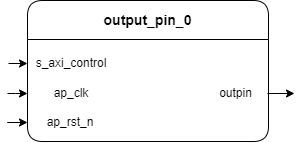 output_pin_0
s_axi_control
ap_clk
outpin
ap_rst_n